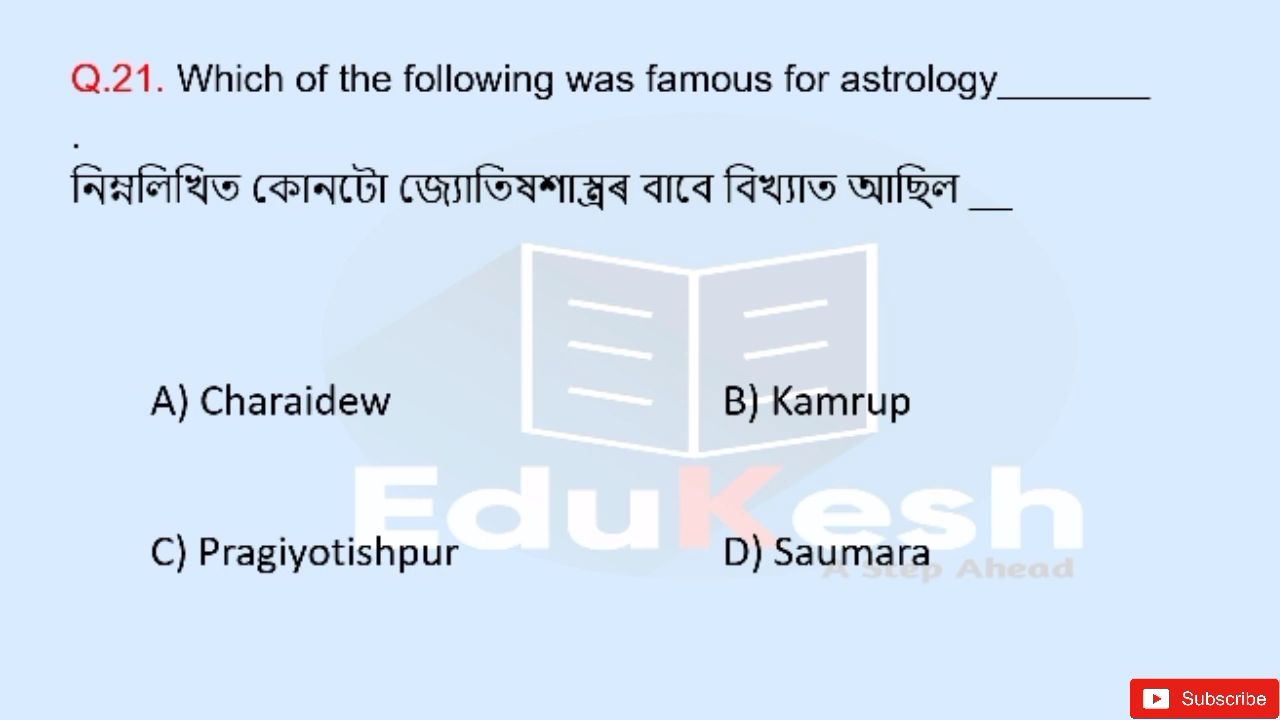 Q.21. Which of the following was famous for astrology________
.
নিম্নলিখিত কোনটো জ্যোতিষশাস্ত্ৰৰ বাবে বিখ্যাত আছিল __
A) Charaidew B) Kamrup
EduKesh
C) Pragiyotishpur D) Saumara
A Step Ahead
Subscribe